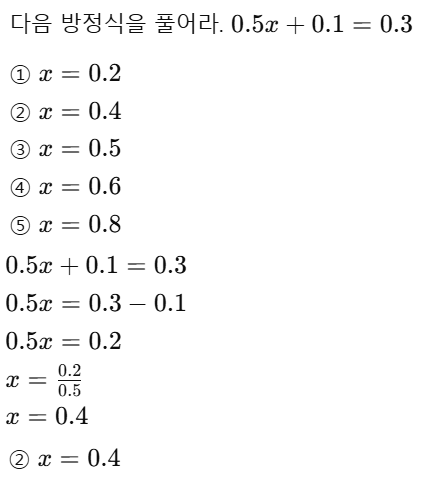 다음 방정식을 풀어라. 0.5x + 0.1 = 0.3
① x = 0.2
② x = 0.4
③ x = 0.5
④ x = 0.6
⑤ x = 0.8
0.5x + 0.1 = 0.3
0.5x = 0.3 − 0.1
0.5x = 0.2
x = \frac{0.2}{0.5}
x = 0.4
② x = 0.4